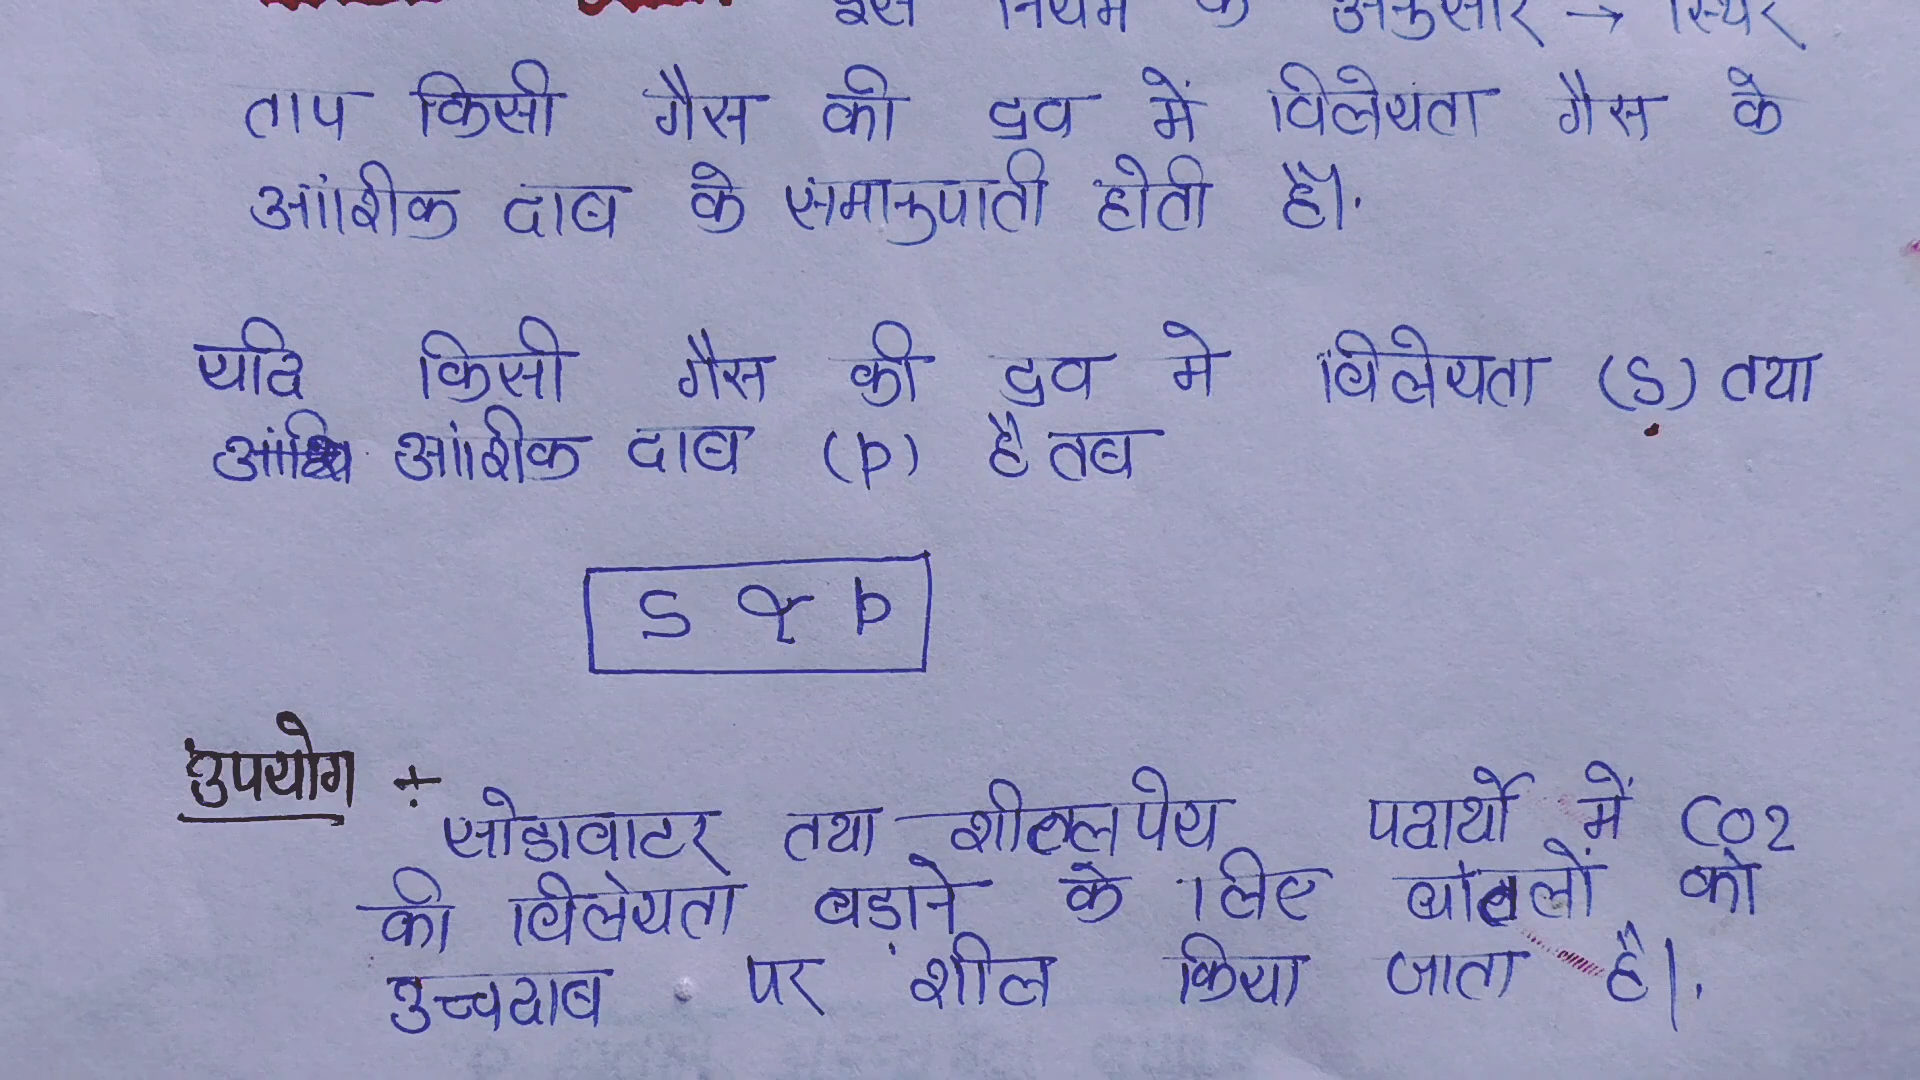 इस नियम के अनुसार → स्थिर
ताप किसी गैस की द्रव में विलेयता गैस के
आंशीक दाब के समानुपाती होती है।.
यदि किसी गैस की द्रव मे विलेयता (S) तथा
आंशीक दाब (p) है तब
S ∝ p
उपयोग ÷
सोडावाटर तथा शीतलपेय पदार्थो में CO2
की विलेयता बड़ाने के लिए बोतलों को
उच्चदाब पर शील किया जाता है।.